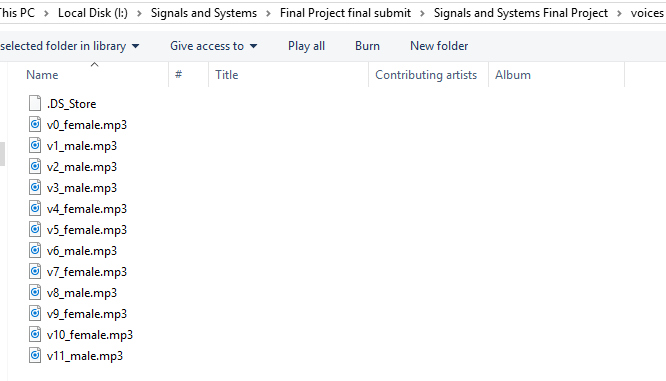 This PC > Local Disk (I:) > Signals and Systems > Final Project final submit > Signals and Systems Final Project > voices
selected folder in library Give access to Play all Burn New folder
Name # Title Contributing artists Album
.DS_Store
v0_female.mp3
v1_male.mp3
v2_male.mp3
v3_male.mp3
v4_female.mp3
v5_female.mp3
v6_male.mp3
v7_female.mp3
v8_male.mp3
v9_female.mp3
v10_female.mp3
v11_male.mp3